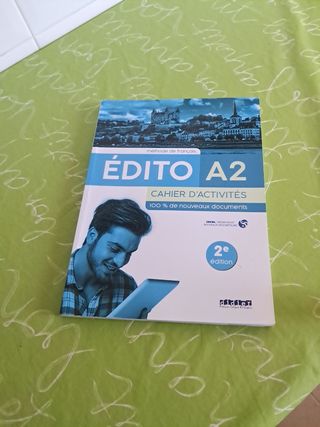 méthode de français
ÉDITO A2
CAHIER D'ACTIVITÉS
100 % de nouveaux documents
2e
édition
didier